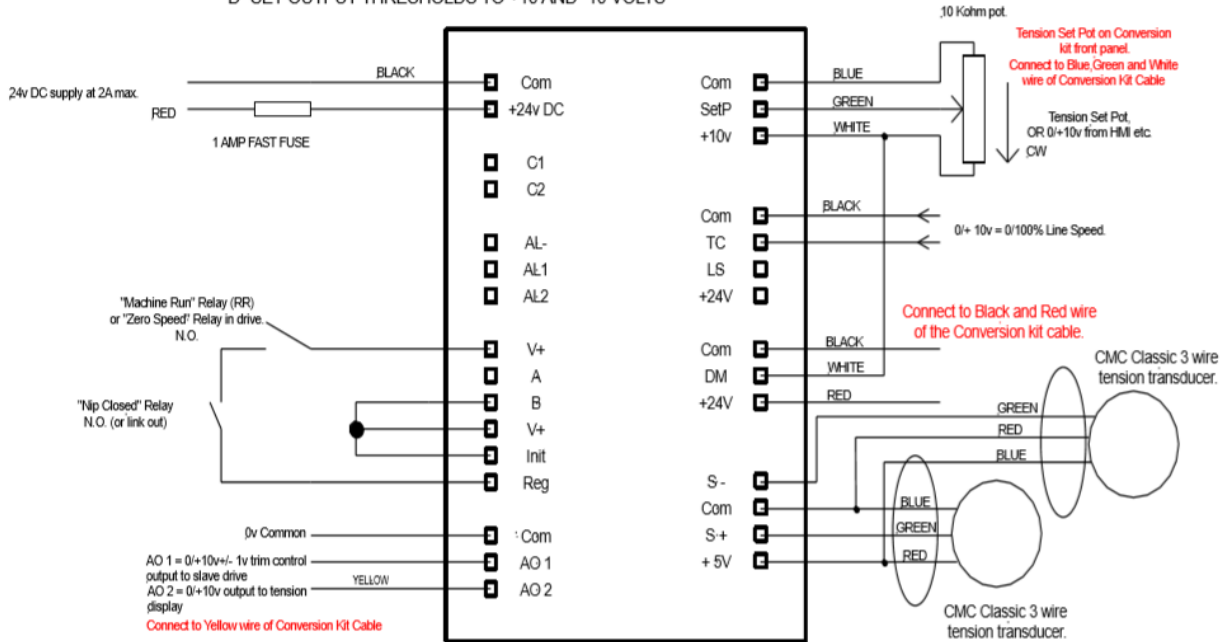 B SET OUTPUT THRESHOLDS TO +10 AND -10 VOLTS
10 Kohm pot.
Tension Set Pot on Conversion
kit front panel.
Connect to Blue,Green and White
wire of Conversion Kit Cable
Tension Set Pot,
OR 0/+10v from HMI etc.
CW
24v DC supply at 2A max.
BLACK
RED
1 AMP FAST FUSE
Com
+24v DC
C1
C2
AL-
AL1
AL2
"Machine Run" Relay (RR)
or "Zero Speed" Relay in drive.
N.O.
"Nip Closed" Relay
N.O. (or link out)
V+
A
B
V+
Init
Reg
0v Common
AO 1 = 0/+10v+/- 1v trim control
output to slave drive
AO 2 = 0/+10v output to tension
display
Connect to Yellow wire of Conversion Kit Cable
YELLOW
Com
AO 1
AO 2
Com
SetP
+10v
BLUE
GREEN
WHITE
Com
TC
LS
+24V
BLACK
0/+ 10v = 0/100% Line Speed.
Connect to Black and Red wire
of the Conversion kit cable.
Com
DM
+24V
BLACK
WHITE
RED
CMC Classic 3 wire
tension transducer.
GREEN
RED
BLUE
S -
Com
S +
+ 5V
BLUE
GREEN
RED
CMC Classic 3 wire
tension transducer.